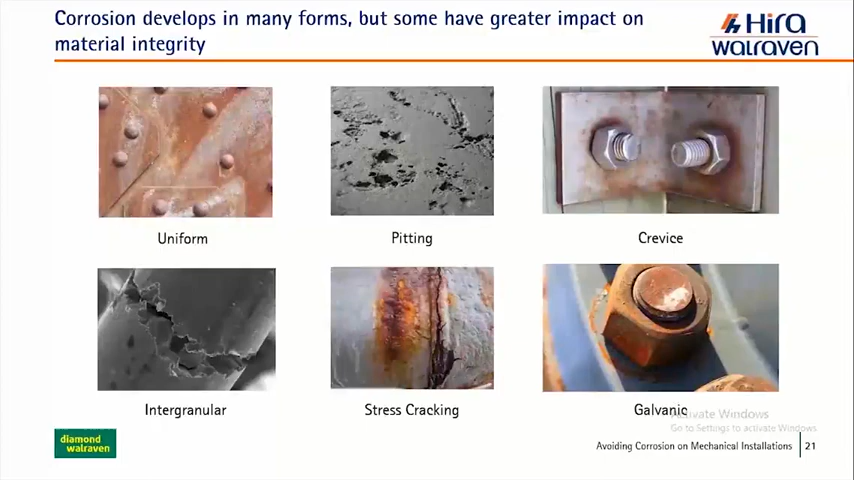 Corrosion develops in many forms, but some have greater impact on
material integrity
Hira
walraven
Uniform
Pitting
Crevice
Intergranular
Stress Cracking
Galvanic
Activate Windows
Go to Settings to activate Windows.
diamond
walraven
Avoiding Corrosion on Mechanical Installations
21